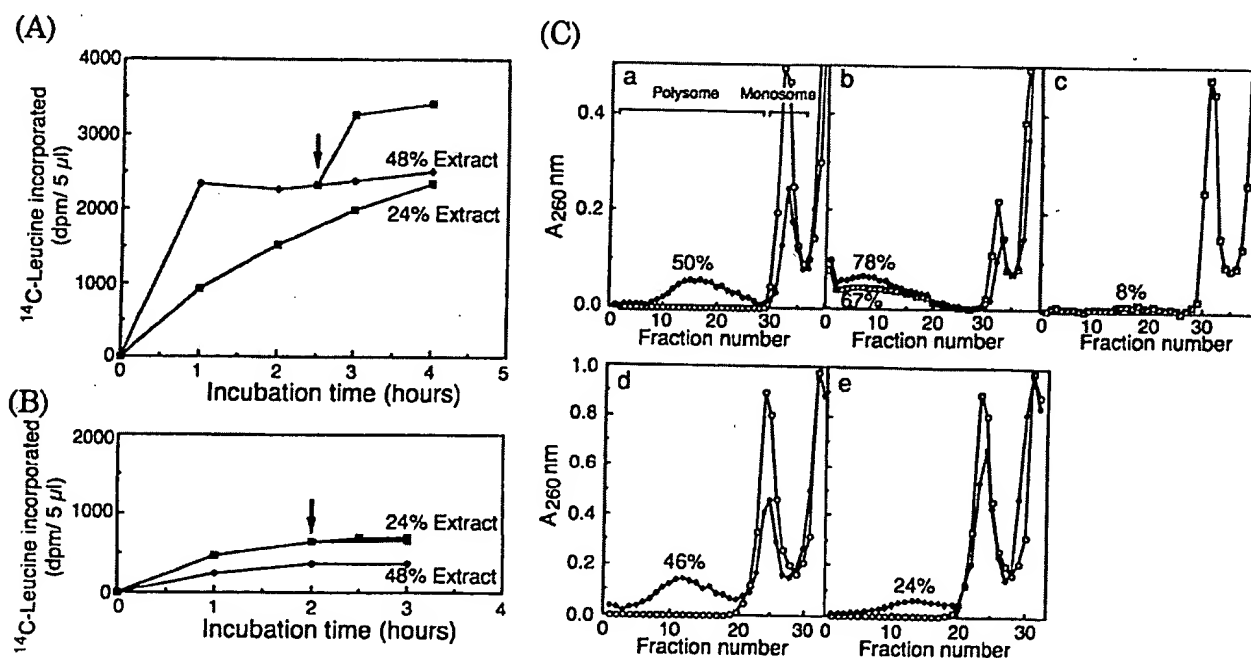 (A)
4000
3000
2000
1000
0
¹⁴C-Leucine incorporated
(dpm/ 5 µl)
48% Extract
24% Extract
0 1 2 3 4 5
Incubation time (hours)
(B)
2000
1000
0
¹⁴C-Leucine incorporated
(dpm/ 5 µl)
24% Extract
48% Extract
0 1 2 3 4
Incubation time (hours)
(C)
a
Polysome
Monosome
b
c
0.4
0.2
0.0
A260 nm
50%
78%
67%
8%
0 10 20 30
0 10 20 30
0 10 20 30
Fraction number
Fraction number
Fraction number
d
e
1.0
0.8
0.6
0.4
0.2
0.0
A260 nm
46%
24%
0 10 20 30
0 10 20 30
Fraction number
Fraction number